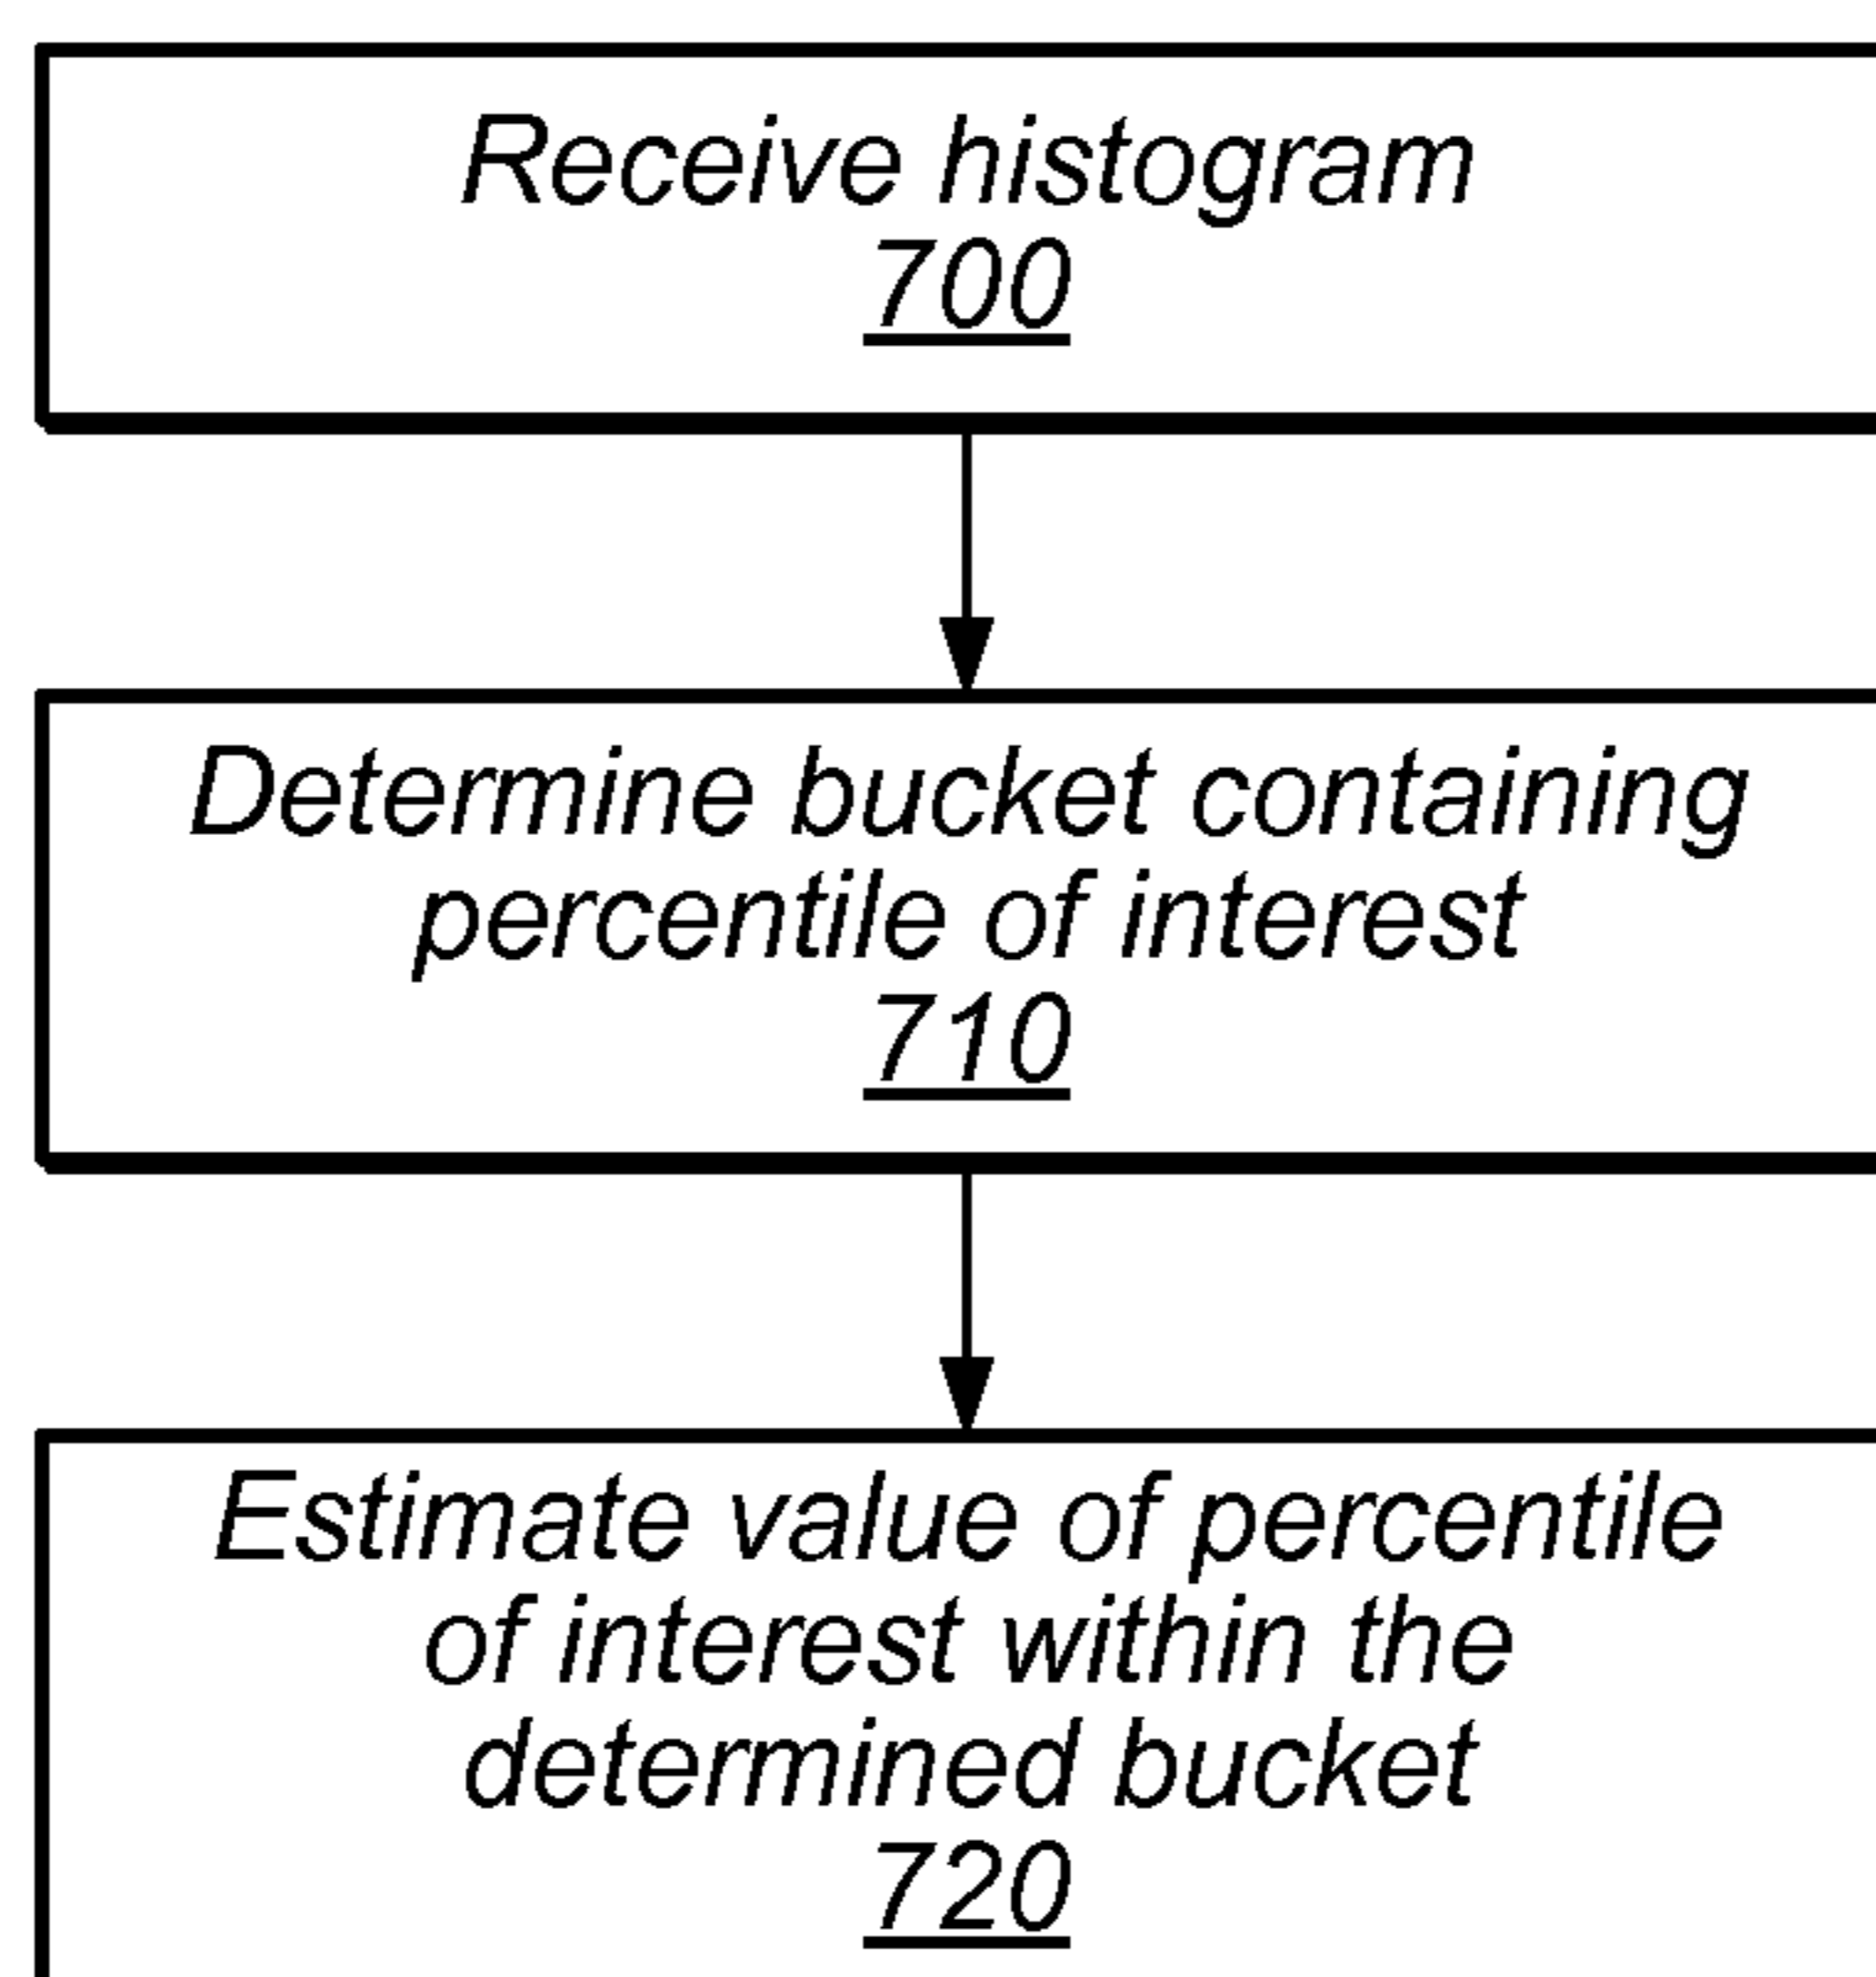 Receive histogram
700
Determine bucket containing
percentile of interest
710
Estimate value of percentile
of interest within the
determined bucket
720